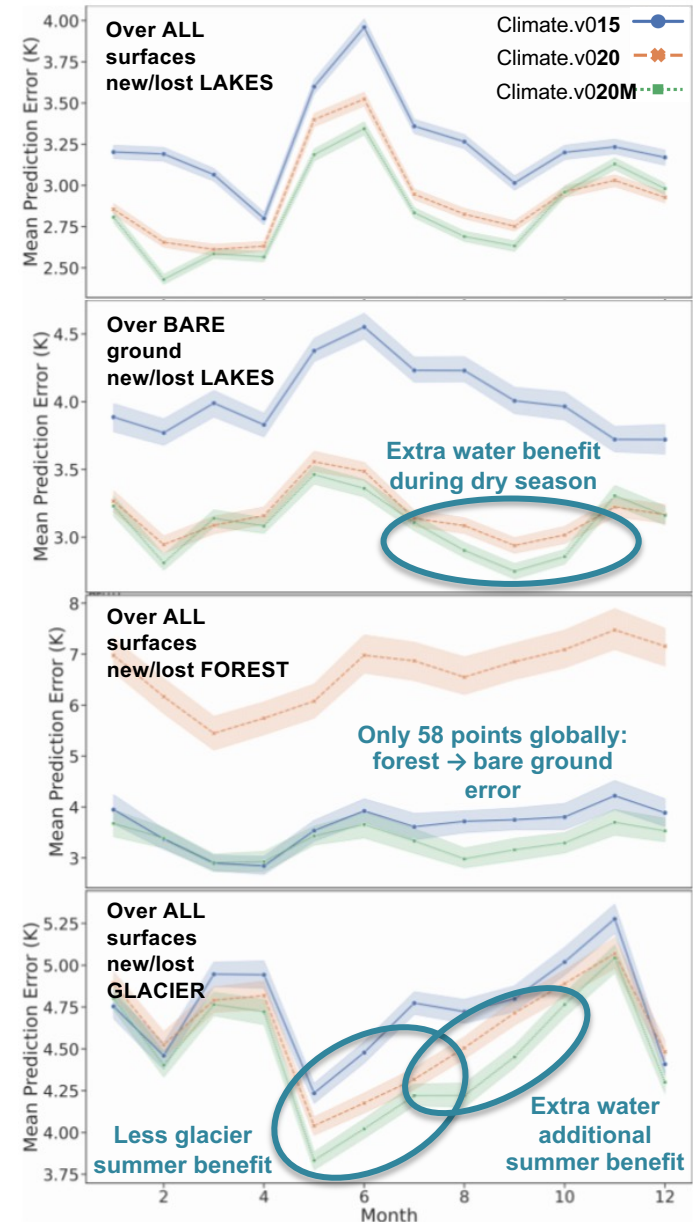 Over ALL
surfaces
new/lost LAKES
Climate.v015
Climate.v020
Climate.v020M
Mean Prediction Error (K)
4.00
3.75
3.50
3.25
3.00
2.75
2.50
Over BARE
ground
new/lost LAKES
Extra water benefit
during dry season
Mean Prediction Error (K)
4.5
4.0
3.5
3.0
Over ALL
surfaces
new/lost FOREST
Only 58 points globally:
forest → bare ground
error
Mean Prediction Error (K)
8
7
6
5
4
3
Over ALL
surfaces
new/lost
GLACIER
Less glacier
summer benefit
Extra water
additional
summer benefit
Mean Prediction Error (K)
5.25
5.00
4.75
4.50
4.25
4.00
3.75
2 4 6 8 10 12
Month